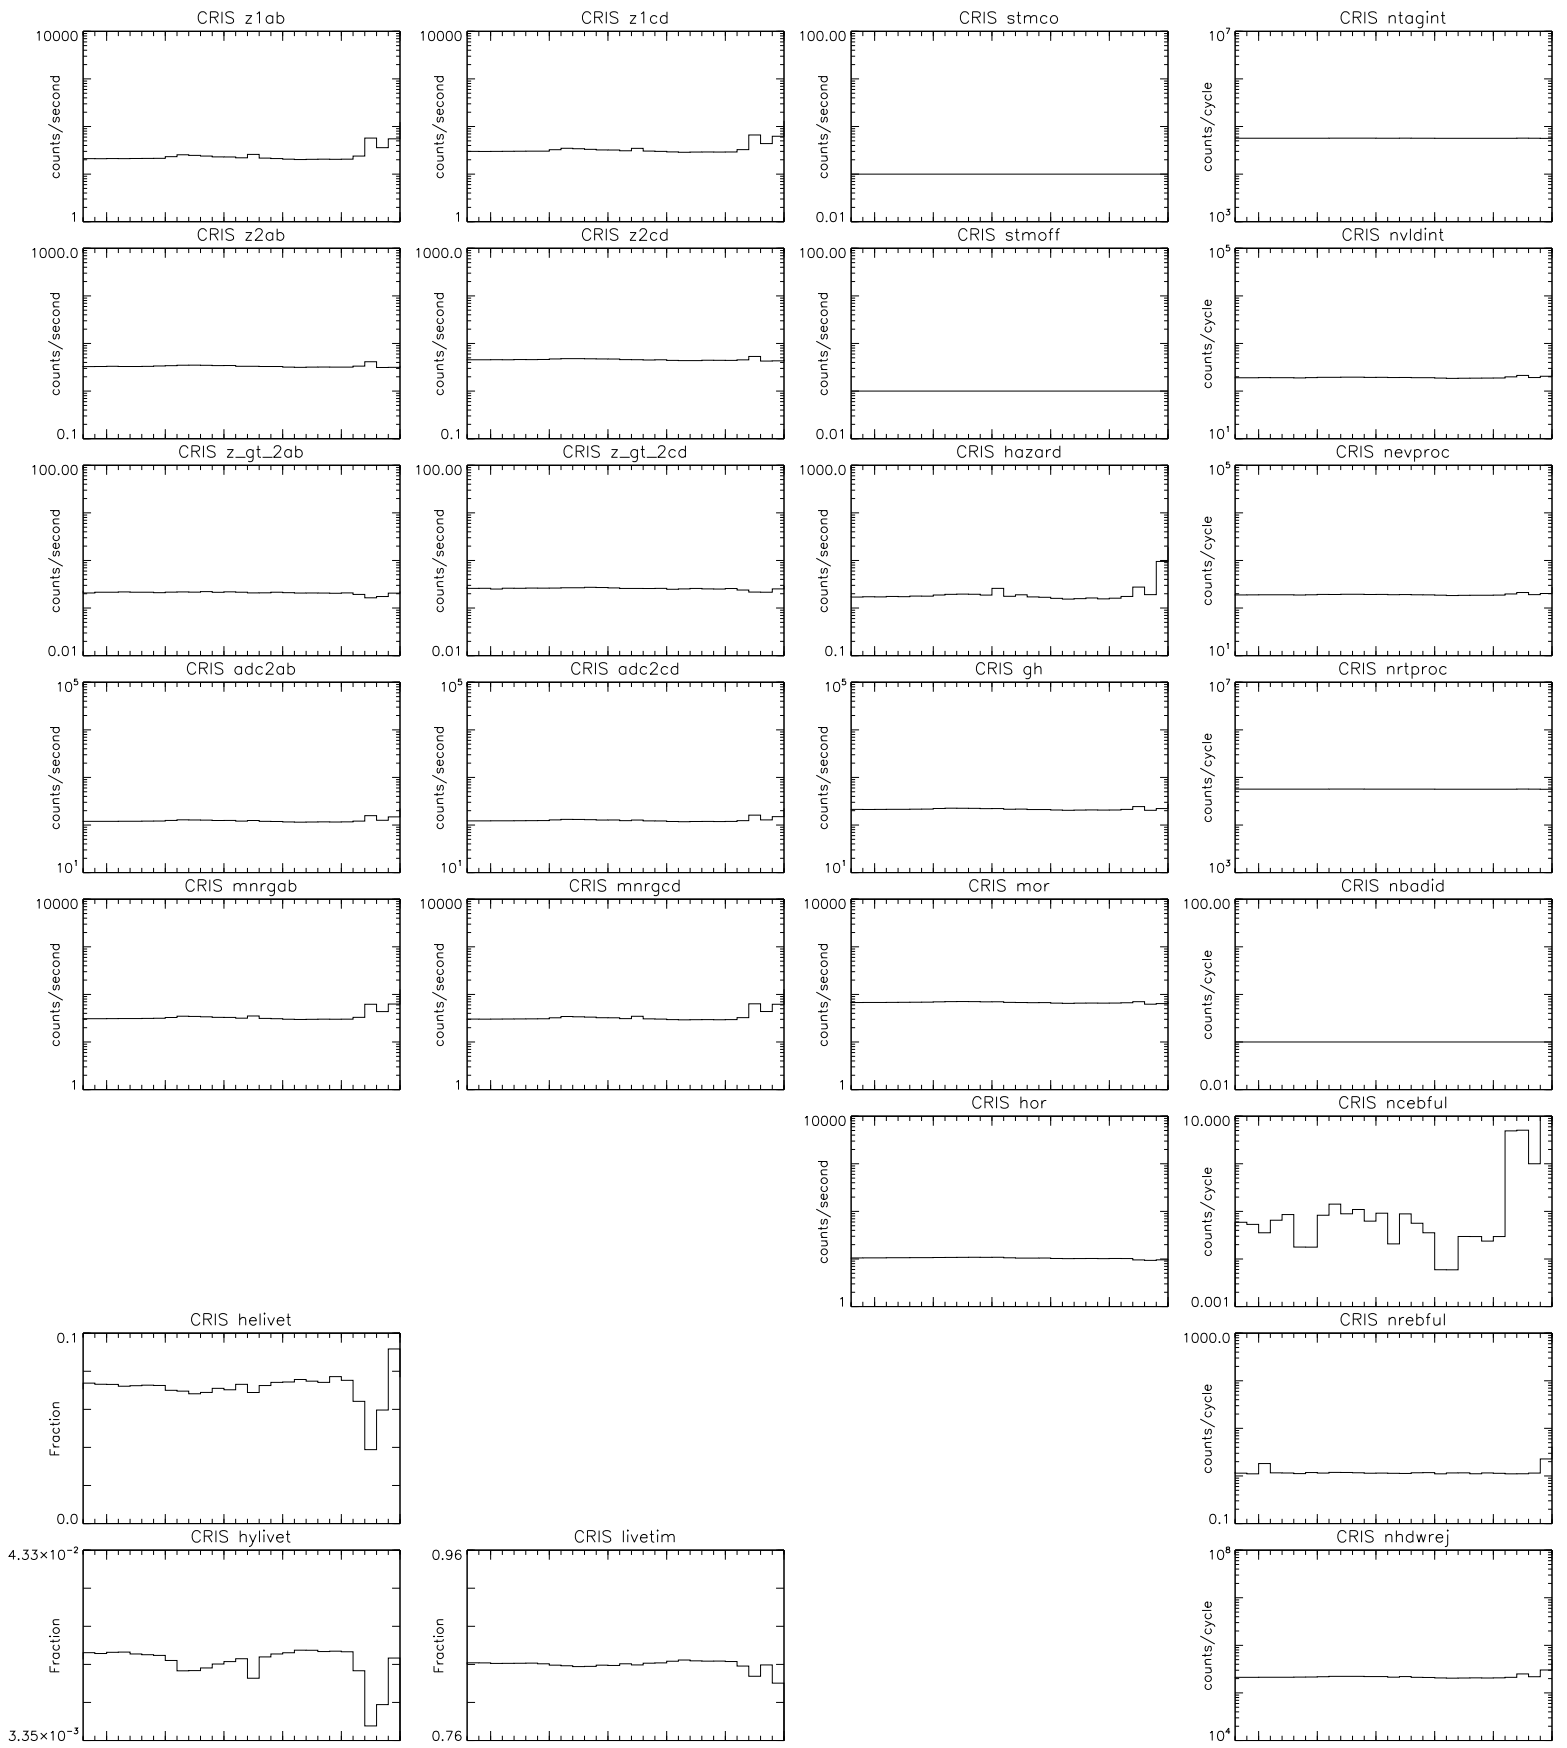 CRIS z1ab
10000
counts/second
1
CRIS z1cd
10000
counts/second
1
CRIS stmco
100.00
counts/second
0.01
CRIS ntagint
10^7
counts/cycle
10^3
CRIS z2ab
1000.0
counts/second
0.1
CRIS z2cd
1000.0
counts/second
0.1
CRIS stmoff
100.00
counts/second
0.01
CRIS nvldint
10^5
counts/cycle
10^1
CRIS z_gt_2ab
100.00
counts/second
0.01
CRIS z_gt_2cd
100.00
counts/second
0.01
CRIS hazard
1000.0
counts/second
0.1
CRIS nevproc
10^5
counts/cycle
10^1
CRIS adc2ab
10^5
counts/second
10^1
CRIS adc2cd
10^5
counts/second
10^1
CRIS gh
10^5
counts/second
10^1
CRIS nrtproc
10^7
counts/cycle
10^3
CRIS mnrgab
10000
counts/second
1
CRIS mnrgcd
10000
counts/second
1
CRIS mor
10000
counts/second
1
CRIS nbadid
100.00
counts/cycle
0.01
CRIS hor
10000
counts/second
1
CRIS ncebful
10.000
counts/cycle
0.001
CRIS helivet
0.1
Fraction
0.0
CRIS nrebful
1000.0
counts/cycle
0.1
CRIS hylivet
4.33×10^-2
Fraction
3.35×10^-3
CRIS livetim
0.96
Fraction
0.76
CRIS nhdwrej
10^8
counts/cycle
10^4